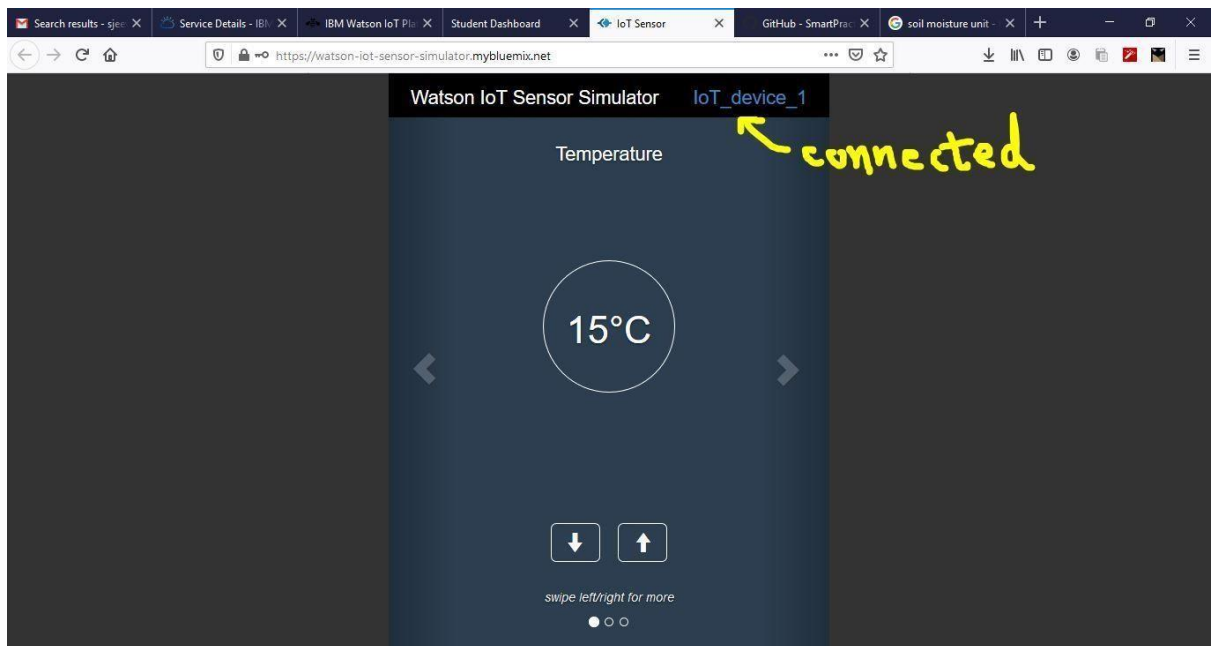 Search results - sjee
Service Details - IBM
IBM Watson IoT Pla
Student Dashboard
IoT Sensor
GitHub - SmartPrac
soil moisture unit -
https://watson-iot-sensor-simulator.mybluemix.net
Watson IoT Sensor Simulator IoT_device_1
connected
Temperature
15°C
swipe left/right for more